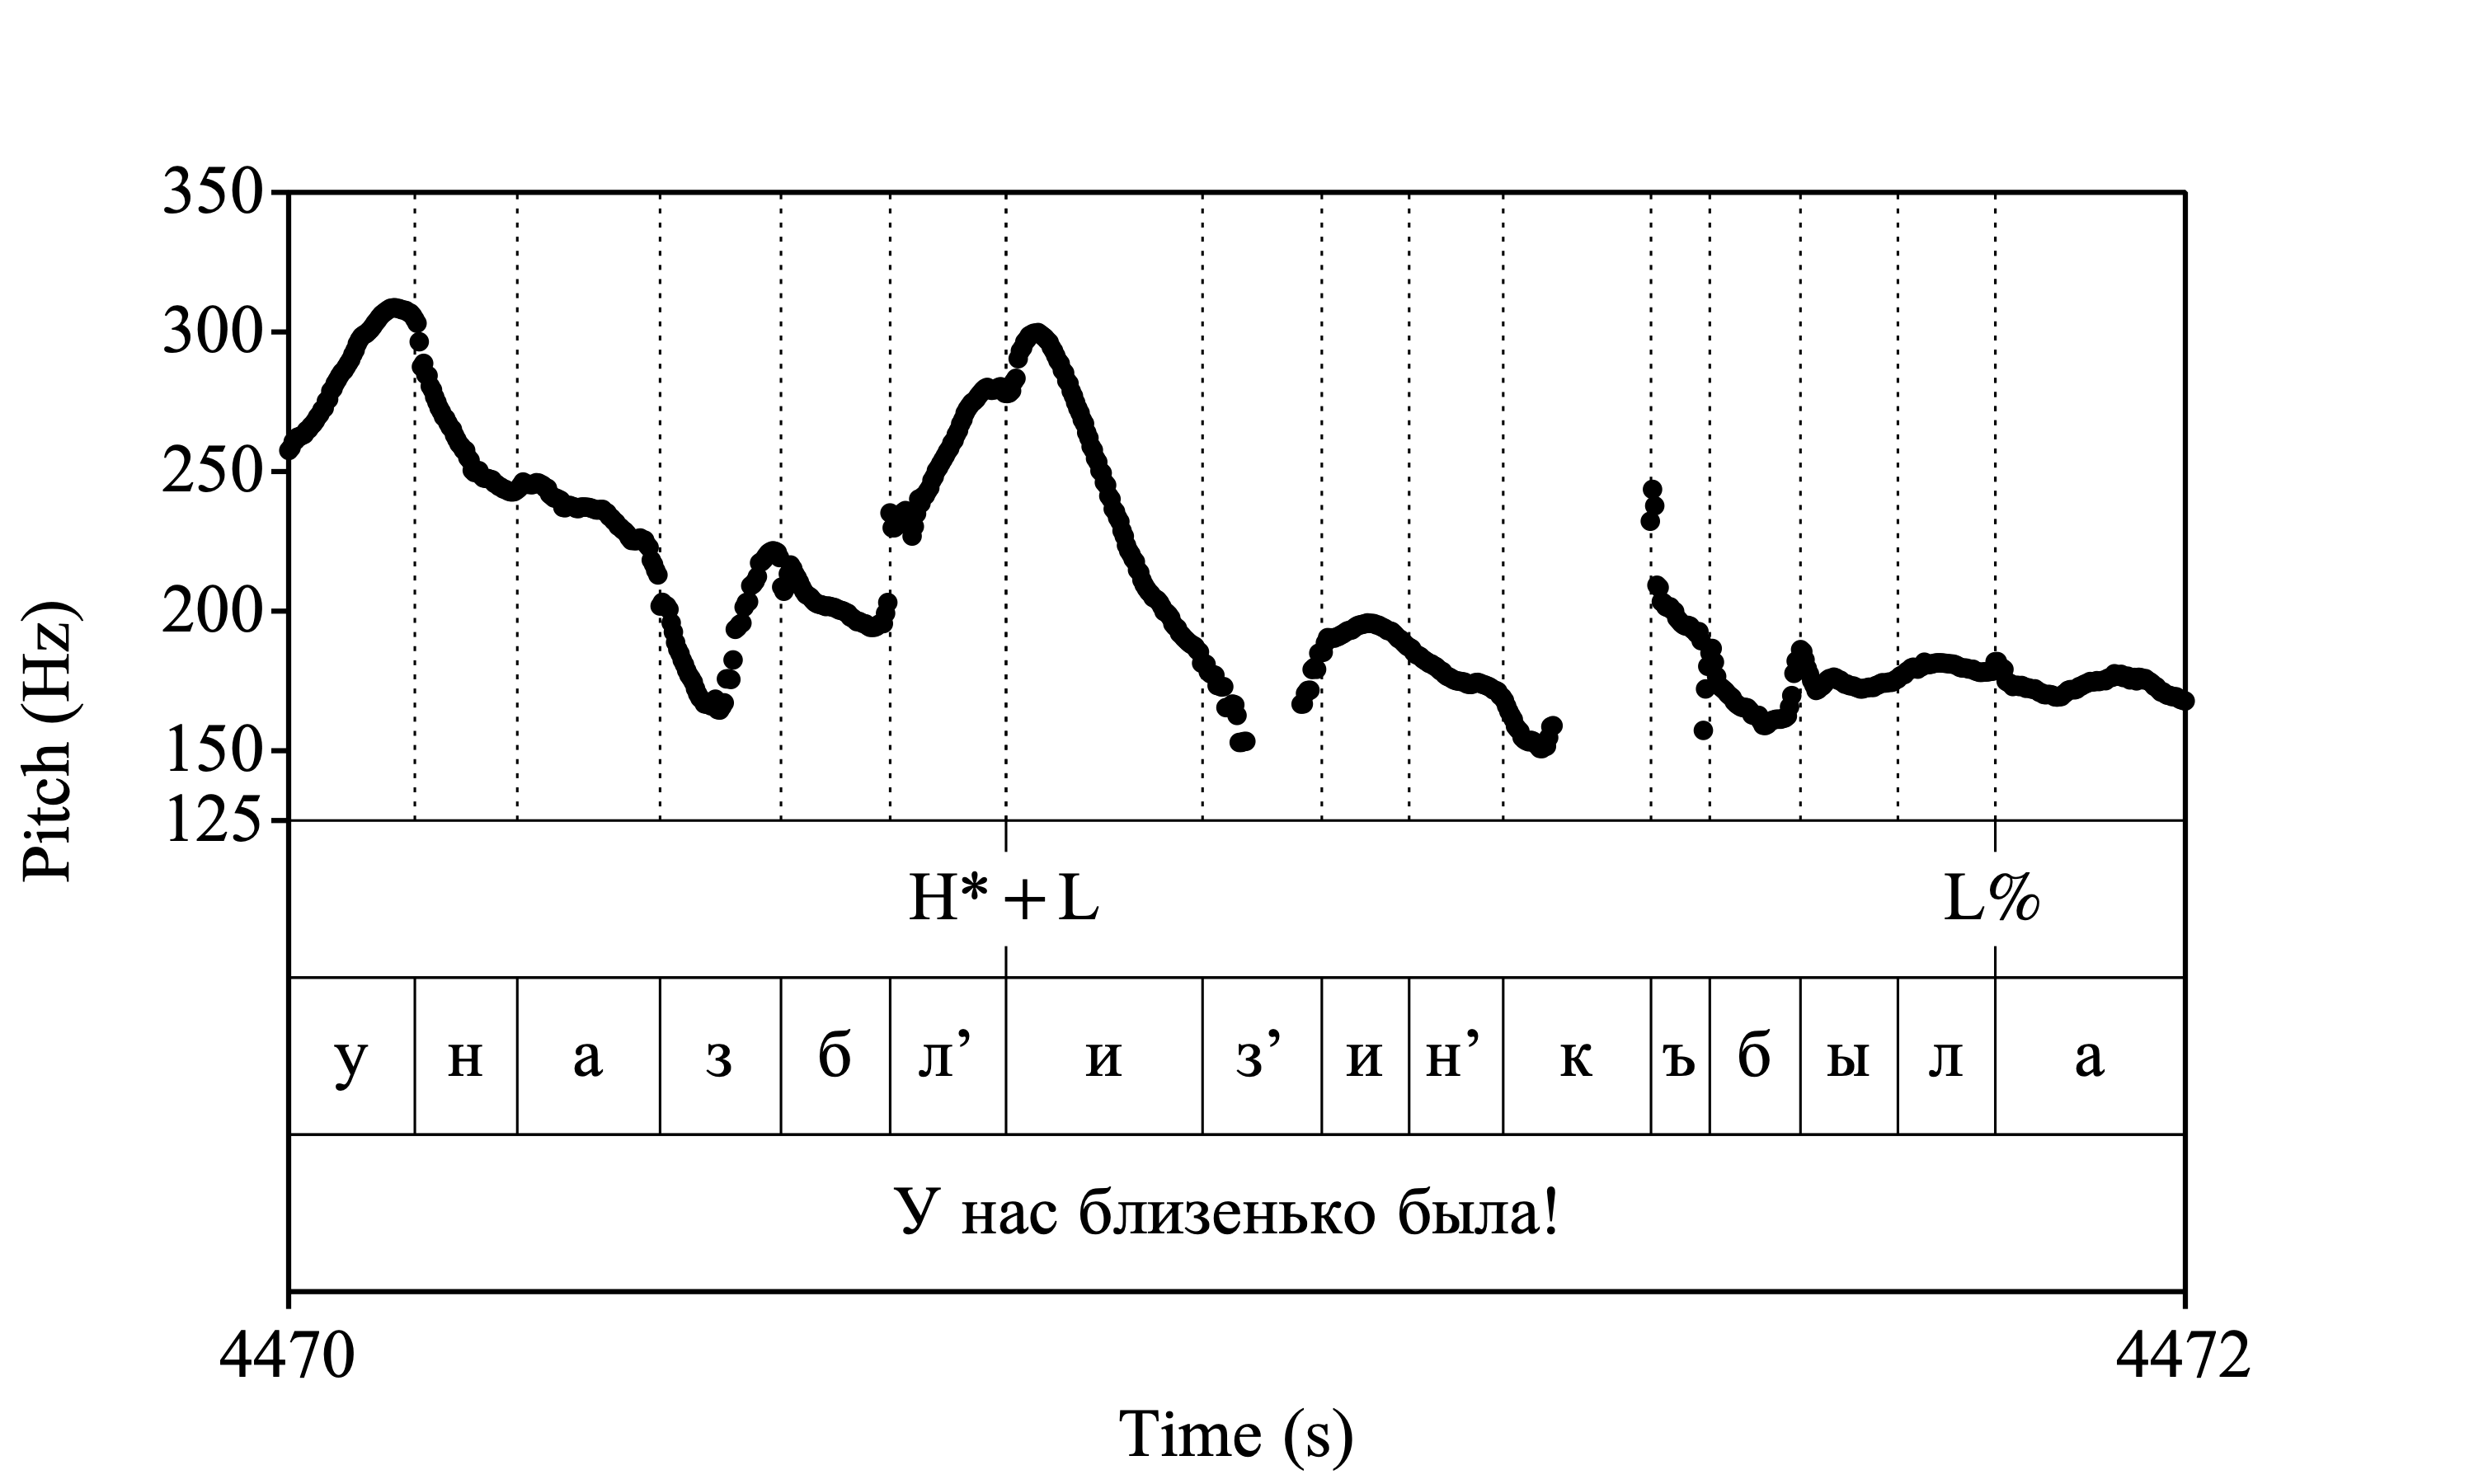 350
300
250
200
150
125
Pitch (Hz)
H*+L L%
у н а з б л’ и з’ и н’ к ъ б ы л а
У нас близенько была!
4470 4472
Time (s)